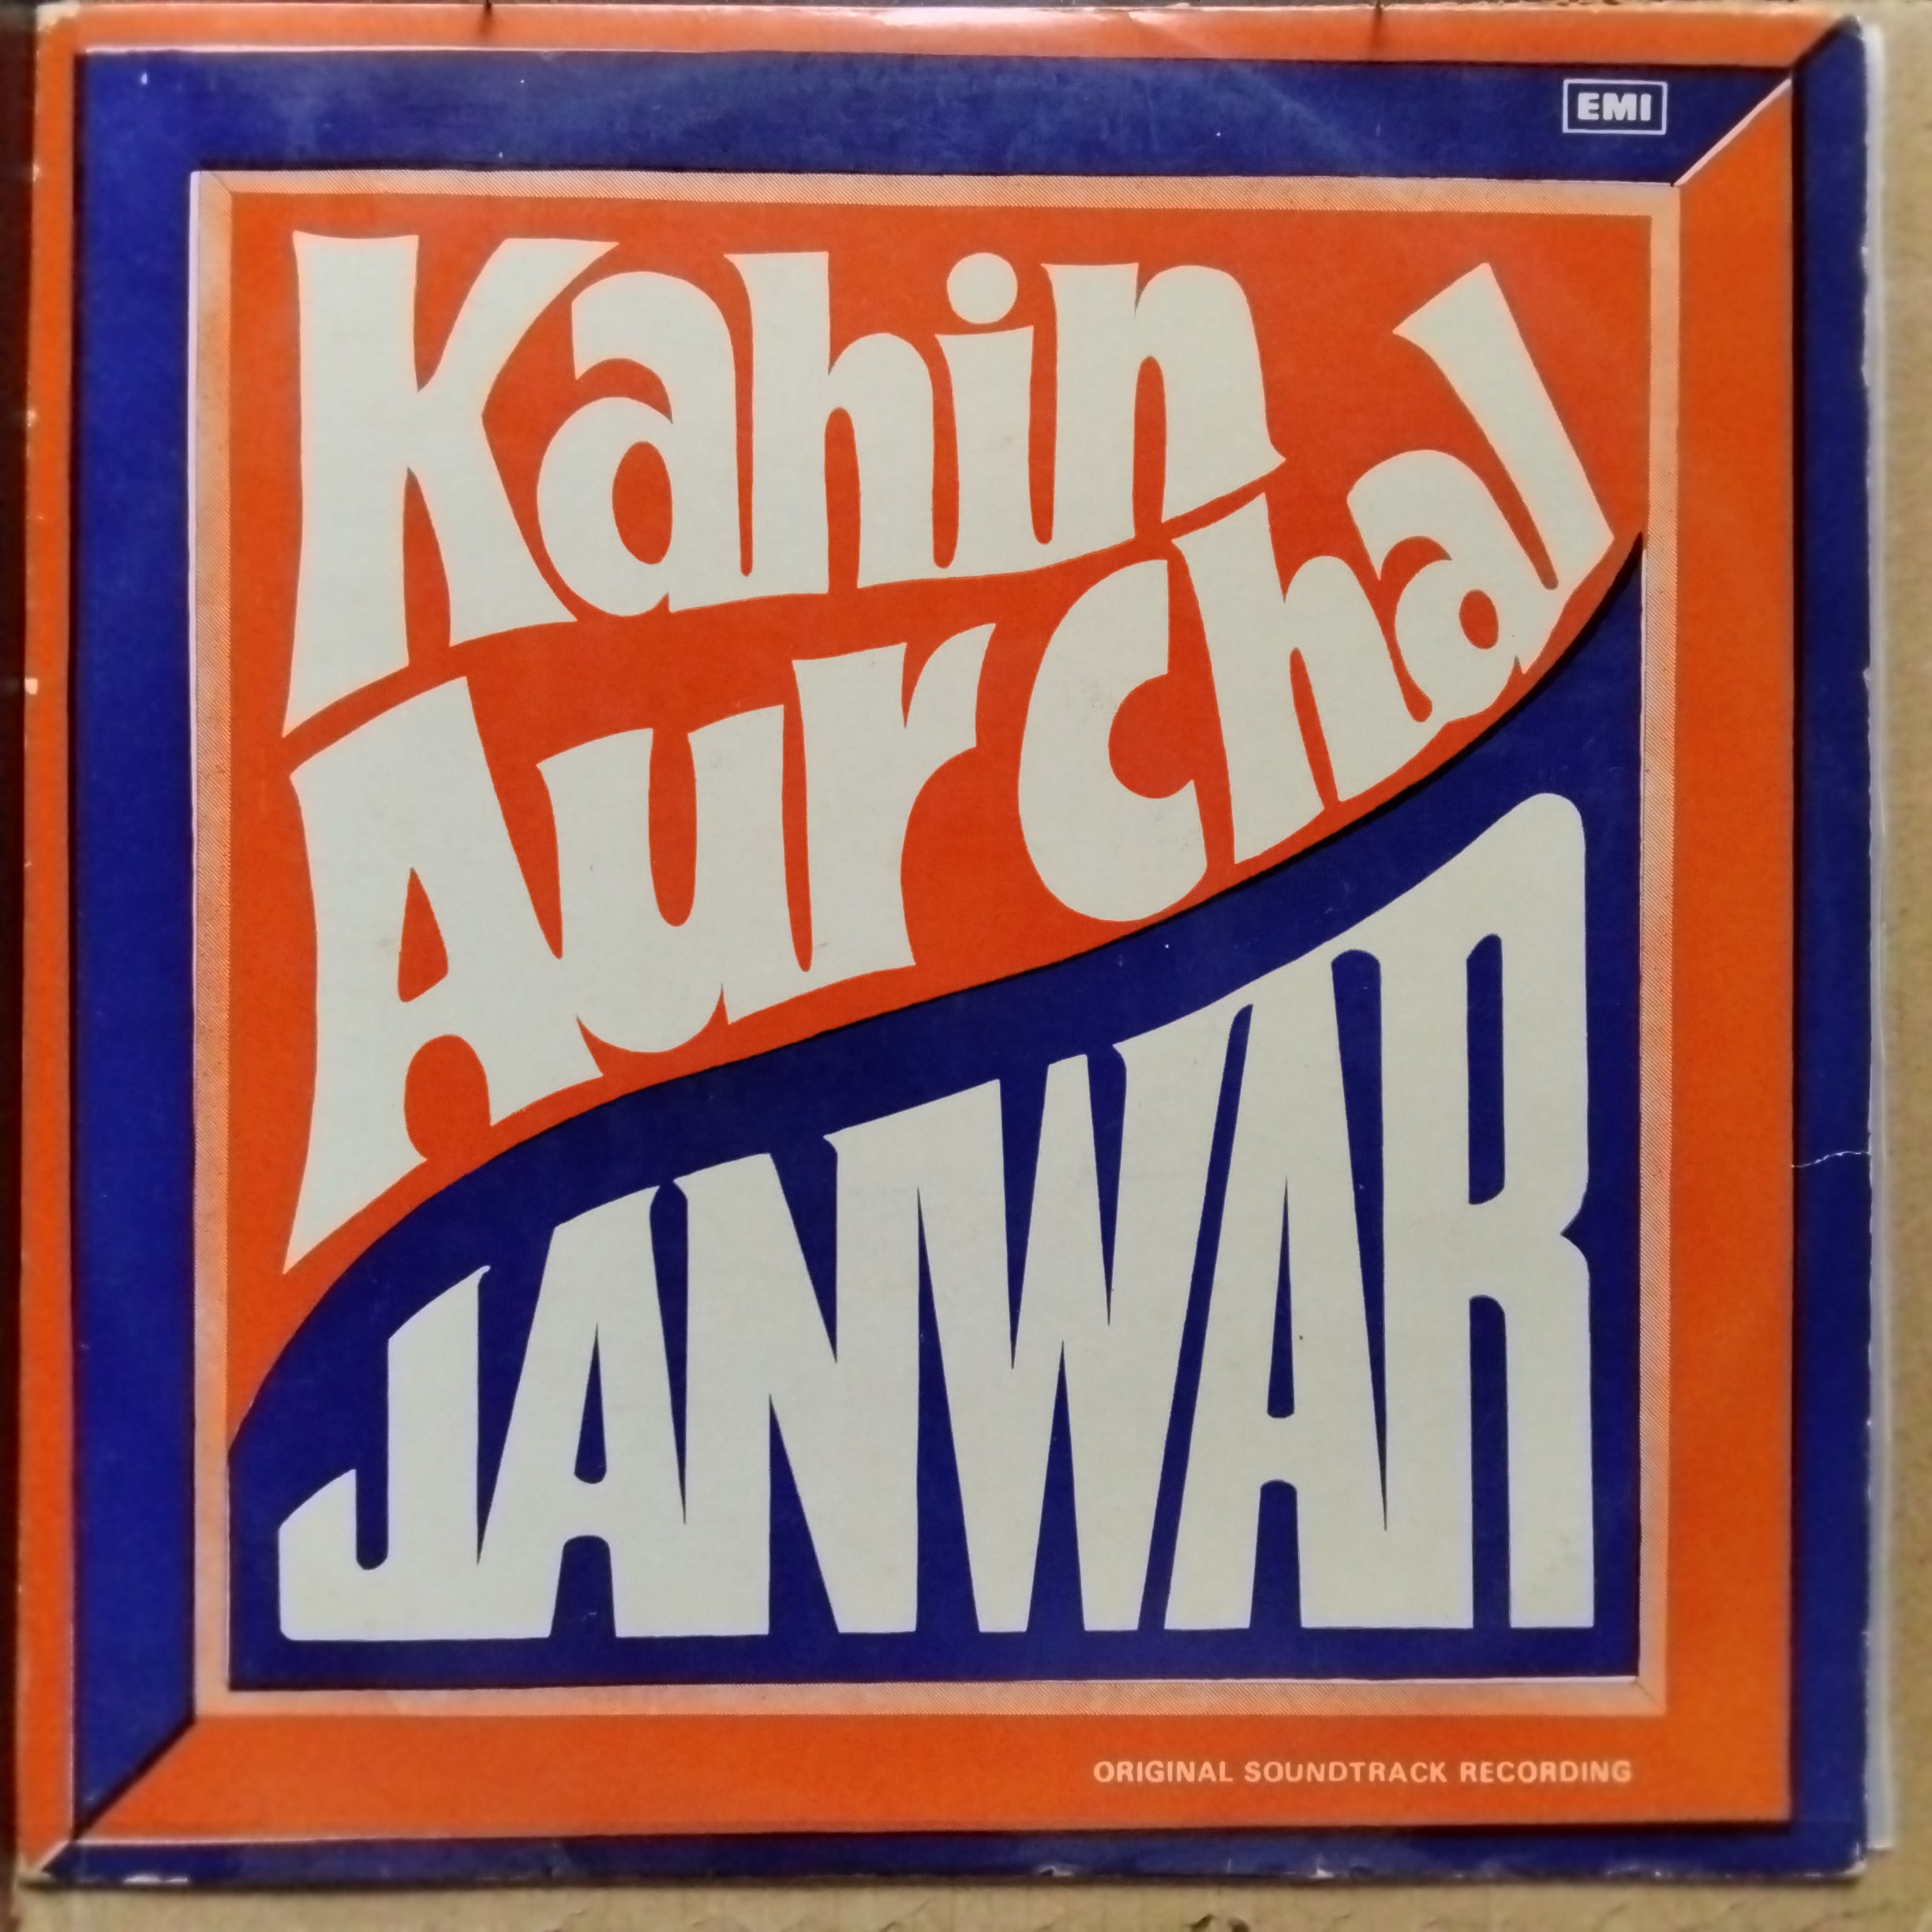 EMI
Kahin
Aur Chal
JANWAR
ORIGINAL SOUNDTRACK RECORDING